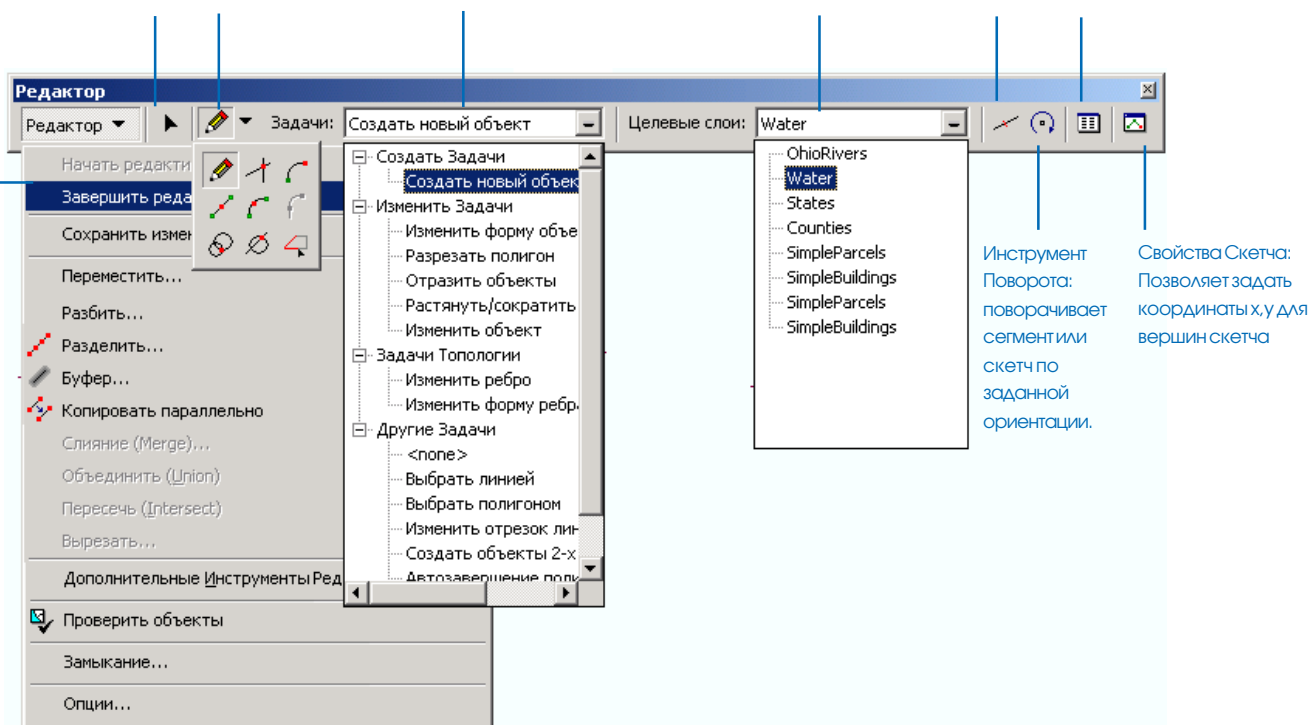 Редактор
Редактор
Задачи:
Создать новый объект
Целевые слои:
Water
Начать редакти
Завершить реда
Сохранить измен
Переместить...
Разбить...
Разделить...
Буфер...
Копировать параллельно
Слияние (Merge)...
Объединить (Union)
Пересечь (Intersect)
Вырезать...
Дополнительные Инструменты Ред
Проверить объекты
Замыкание...
Опции...
Создать Задачи
Создать новый объек
Изменить Задачи
Изменить форму объе
Разрезать полигон
Отразить объекты
Растянуть/сократить
Изменить объект
Задачи Топологии
Изменить ребро
Изменить форму ребр
Другие Задачи
<none>
Выбрать линией
Выбрать полигоном
Изменить отрезок лин
Создать объекты 2-х
Автозавершение поли
OhioRivers
Water
States
Counties
SimpleParcels
SimpleBuildings
SimpleParcels
SimpleBuildings
Инструмент
Поворота:
поворачивает
сегмент или
скетч по
заданной
ориентации.
Свойства Скетча:
Позволяет задать
координаты x,y для
вершин скетча